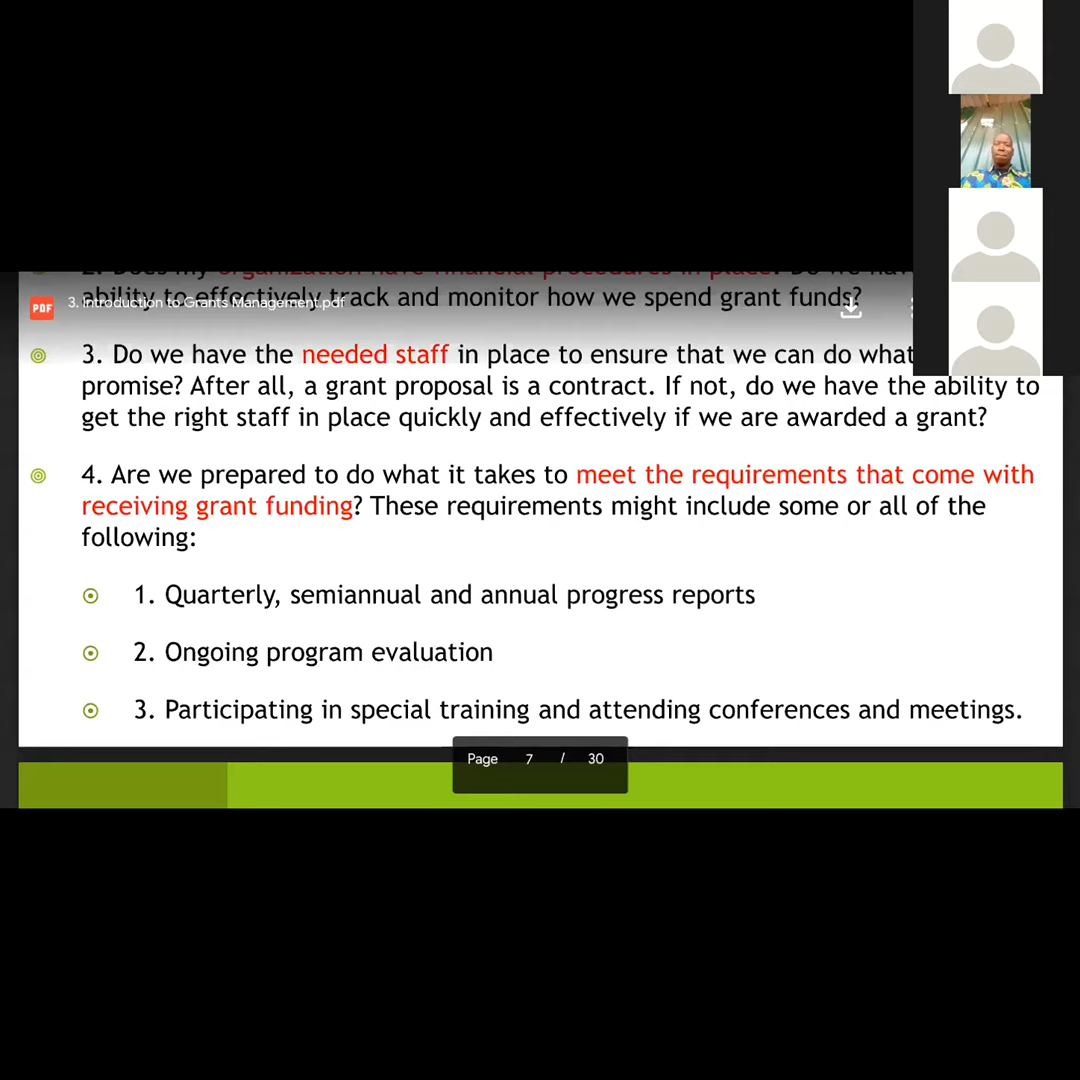 2. Does my organization have financial procedures in place? Do we hav
ability to effectively track and monitor how we spend grant funds?
PDF
3. Introduction to Grants Management.pdf
3. Do we have the needed staff in place to ensure that we can do what
promise? After all, a grant proposal is a contract. If not, do we have the ability to
get the right staff in place quickly and effectively if we are awarded a grant?
4. Are we prepared to do what it takes to meet the requirements that come with
receiving grant funding? These requirements might include some or all of the
following:
1. Quarterly, semiannual and annual progress reports
2. Ongoing program evaluation
3. Participating in special training and attending conferences and meetings.
Page 7 / 30